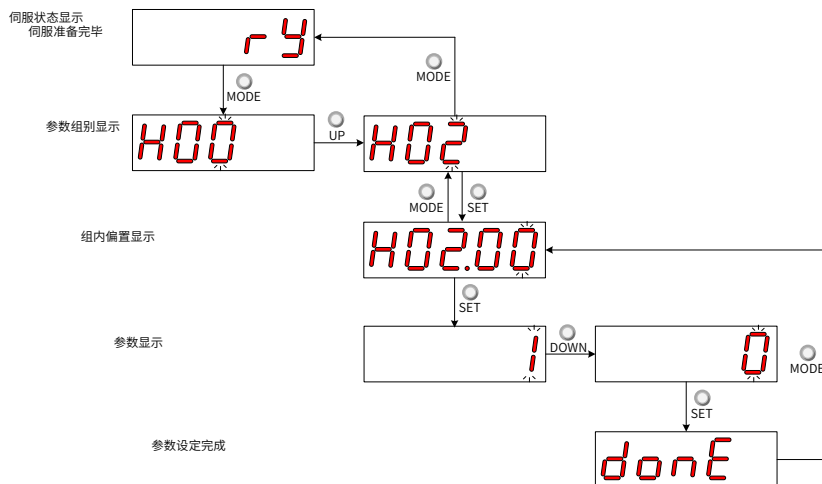 伺服状态显示
伺服准备完毕
ry
MODE
MODE
参数组别显示
H00
UP
H02
MODE
SET
组内偏置显示
H02.00
SET
参数显示
1
DOWN
0
MODE
SET
参数设定完成
donE